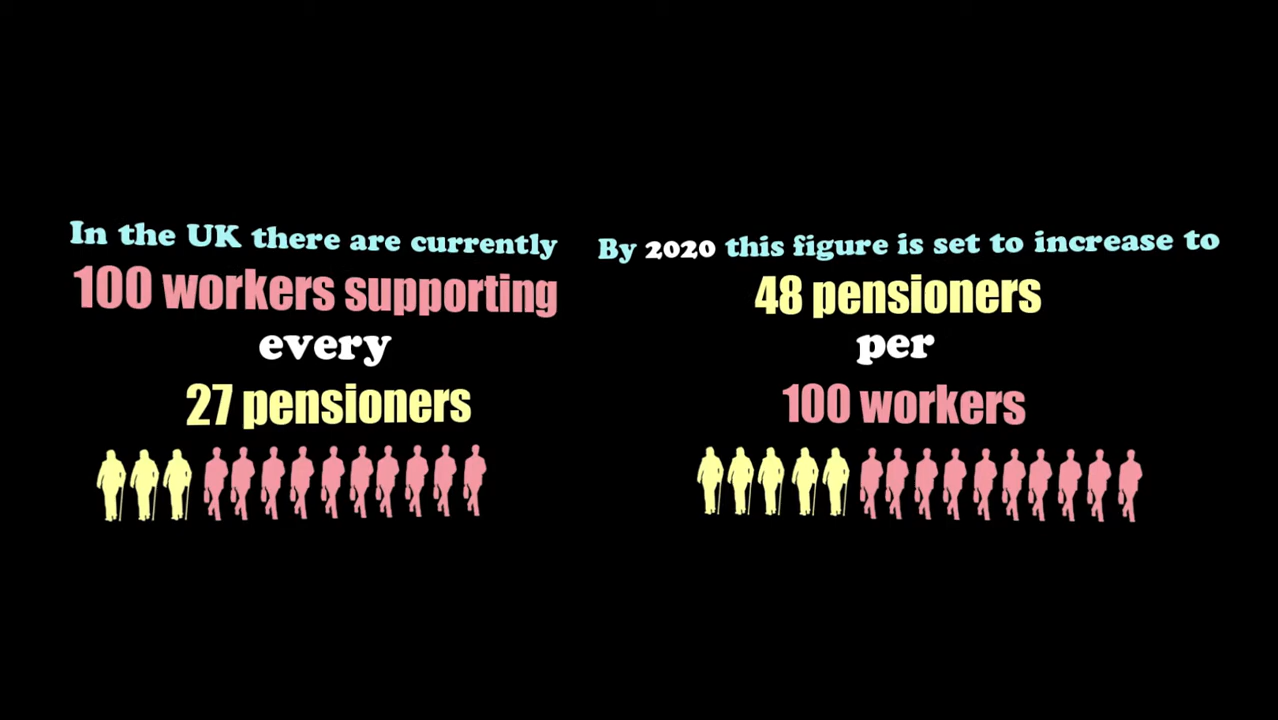 In the UK there are currently
100 workers supporting
every
27 pensioners
By 2020 this figure is set to increase to
48 pensioners
per
100 workers